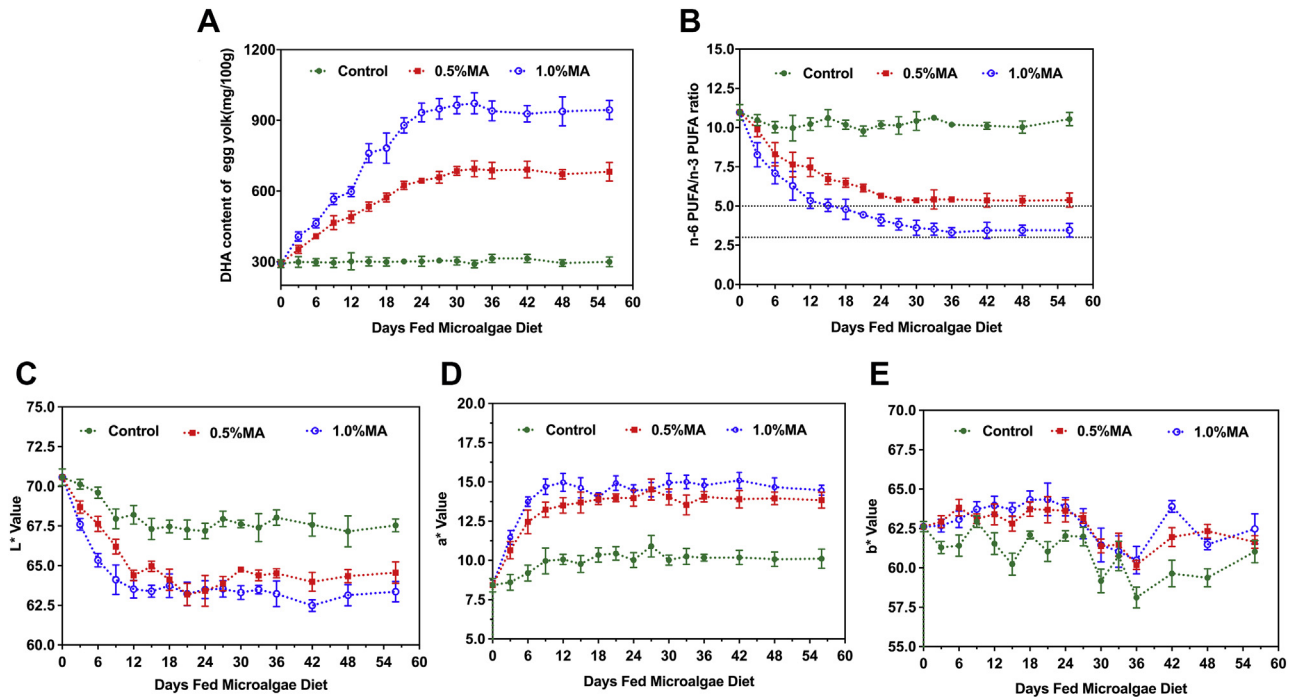 A
DHA content of egg yolk(mg/100g)
1200
900
600
300
Control 0.5%MA 1.0%MA
0 6 12 18 24 30 36 42 48 54 60
Days Fed Microalgae Diet
B
n-6 PUFA/n-3 PUFA ratio
15.0
12.5
10.0
7.5
5.0
2.5
0.0
Control 0.5%MA 1.0%MA
0 6 12 18 24 30 36 42 48 54 60
Days Fed Microalgae Diet
C
L* Value
75.0
72.5
70.0
67.5
65.0
62.5
60.0
Control 0.5%MA 1.0%MA
0 6 12 18 24 30 36 42 48 54 60
Days Fed Microalgae Diet
D
a* Value
20.0
17.5
15.0
12.5
10.0
7.5
5.0
Control 0.5%MA 1.0%MA
0 6 12 18 24 30 36 42 48 54 60
Days Fed Microalgae Diet
E
b* Value
70.0
67.5
65.0
62.5
60.0
57.5
55.0
Control 0.5%MA 1.0%MA
0 6 12 18 24 30 36 42 48 54 60
Days Fed Microalgae Diet